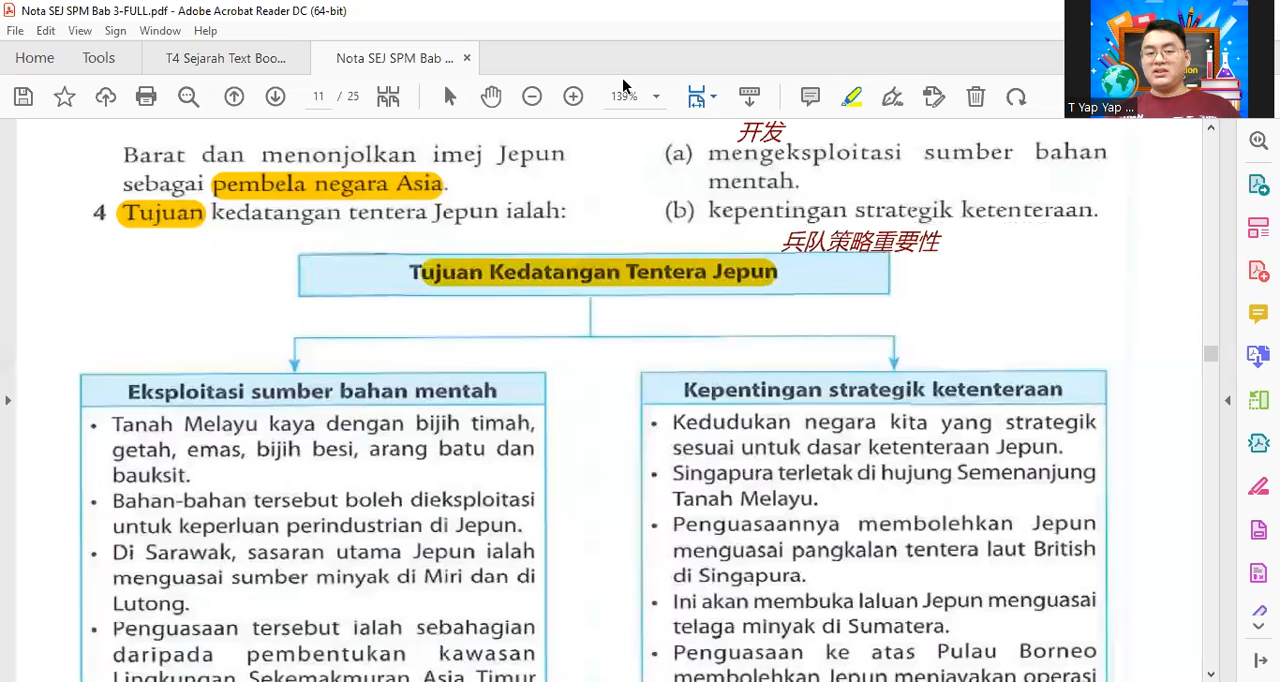 Nota SEJ SPM Bab 3-FULL.pdf - Adobe Acrobat Reader DC (64-bit)
File Edit View Sign Window Help
Home Tools T4 Sejarah Text Boo... Nota SEJ SPM Bab ... ×
11 / 25 139%
T Yap Yap ...
开发
Barat dan menonjolkan imej Jepun
sebagai pembela negara Asia.
4 Tujuan kedatangan tentera Jepun ialah:
(a) mengeksploitasi sumber bahan
mentah.
(b) kepentingan strategik ketenteraan.
兵队策略重要性
Tujuan Kedatangan Tentera Jepun
Eksploitasi sumber bahan mentah
• Tanah Melayu kaya dengan bijih timah,
getah, emas, bijih besi, arang batu dan
bauksit.
• Bahan-bahan tersebut boleh dieksploitasi
untuk keperluan perindustrian di Jepun.
• Di Sarawak, sasaran utama Jepun ialah
menguasai sumber minyak di Miri dan di
Lutong.
• Penguasaan tersebut ialah sebahagian
daripada pembentukan kawasan
Lingkungan Sekemakmuran Asia Timur
Kepentingan strategik ketenteraan
• Kedudukan negara kita yang strategik
sesuai untuk dasar ketenteraan Jepun.
• Singapura terletak di hujung Semenanjung
Tanah Melayu.
• Penguasaannya membolehkan Jepun
menguasai pangkalan tentera laut British
di Singapura.
• Ini akan membuka laluan Jepun menguasai
telaga minyak di Sumatera.
• Penguasaan ke atas Pulau Borneo
membolehkan Jepun menjayakan operasi